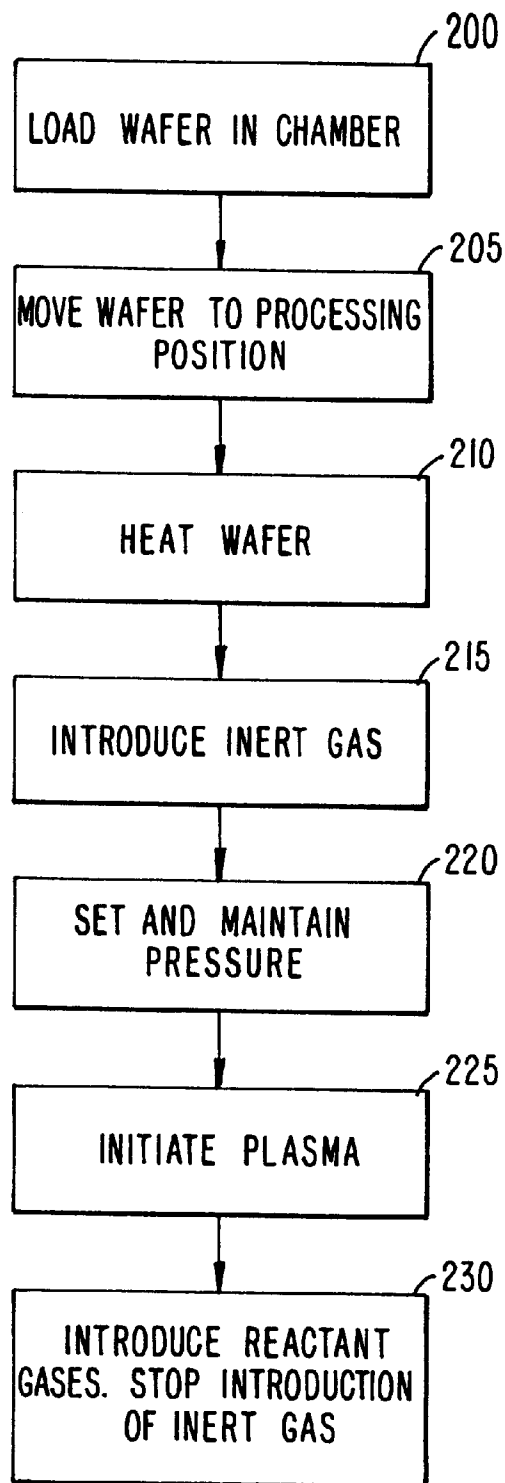 200
LOAD WAFER IN CHAMBER
205
MOVE WAFER TO PROCESSING
POSITION
210
HEAT WAFER
215
INTRODUCE INERT GAS
220
SET AND MAINTAIN
PRESSURE
225
INITIATE PLASMA
230
INTRODUCE REACTANT
GASES. STOP INTRODUCTION
OF INERT GAS